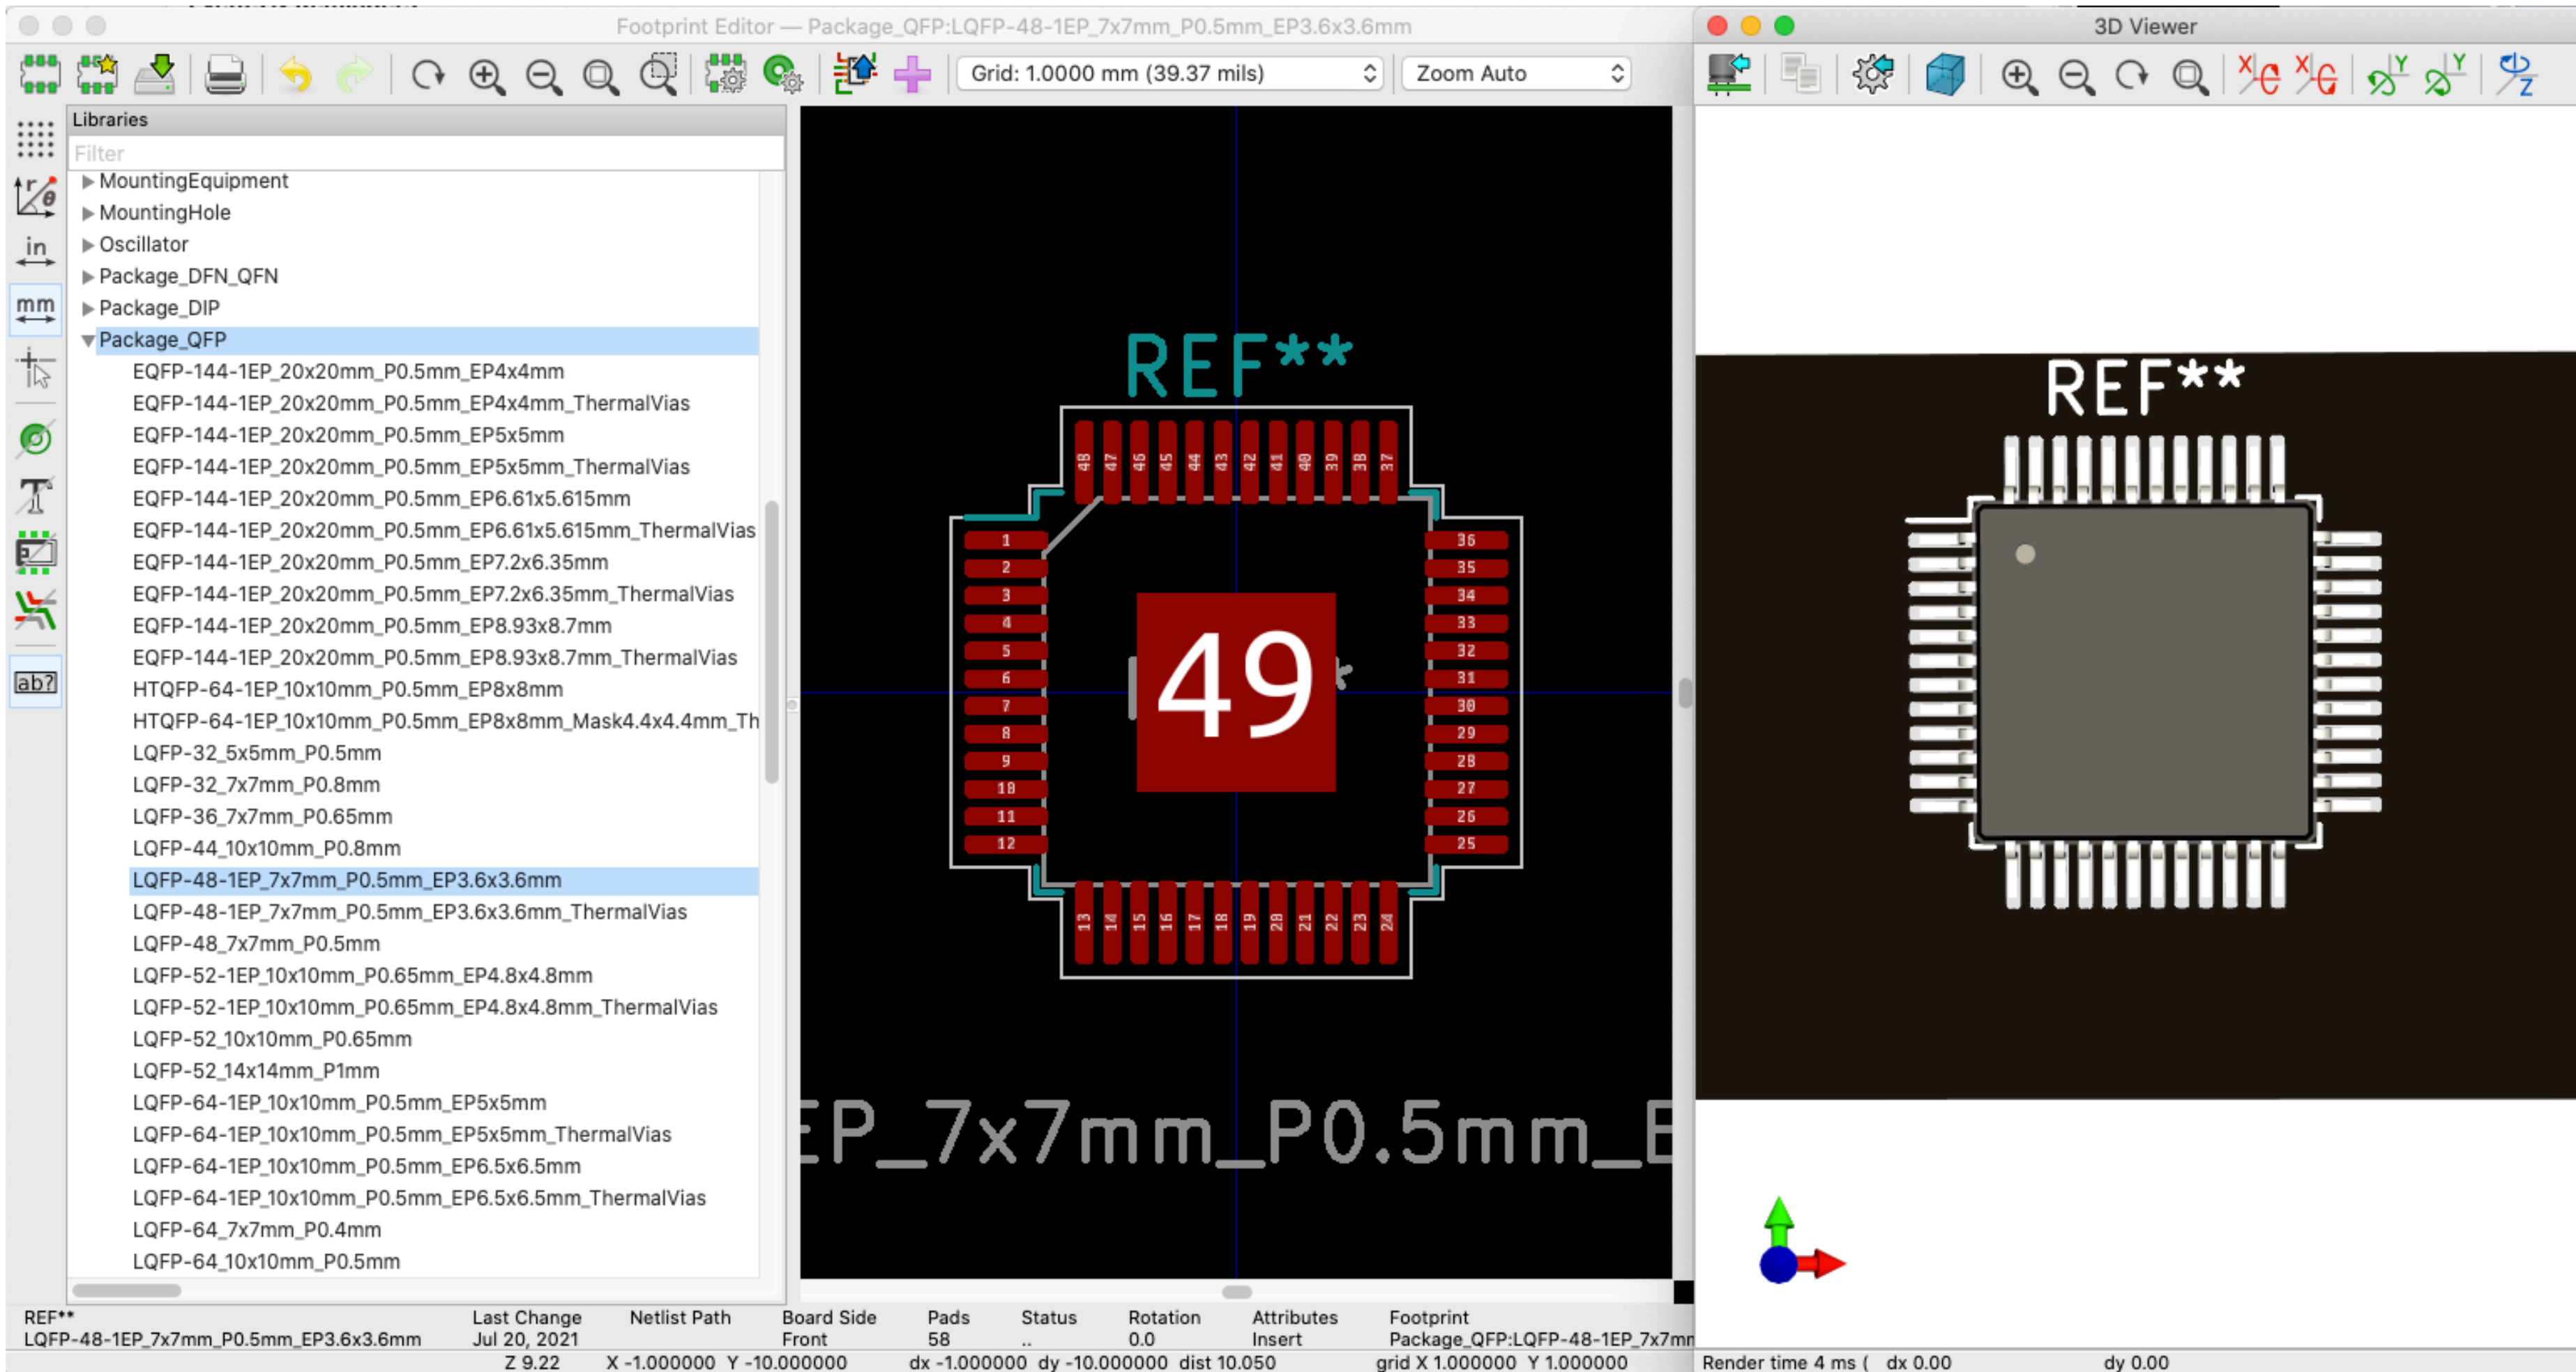 Footprint Editor — Package_QFP:LQFP-48-1EP_7x7mm_P0.5mm_EP3.6x3.6mm
3D Viewer
Grid: 1.0000 mm (39.37 mils)
Zoom Auto
X X Y Y Z
Libraries
Filter
r θ
in
mm
T
ab?
MountingEquipment
MountingHole
Oscillator
Package_DFN_QFN
Package_DIP
Package_QFP
EQFP-144-1EP_20x20mm_P0.5mm_EP4x4mm
EQFP-144-1EP_20x20mm_P0.5mm_EP4x4mm_ThermalVias
EQFP-144-1EP_20x20mm_P0.5mm_EP5x5mm
EQFP-144-1EP_20x20mm_P0.5mm_EP5x5mm_ThermalVias
EQFP-144-1EP_20x20mm_P0.5mm_EP6.61x5.615mm
EQFP-144-1EP_20x20mm_P0.5mm_EP6.61x5.615mm_ThermalVias
EQFP-144-1EP_20x20mm_P0.5mm_EP7.2x6.35mm
EQFP-144-1EP_20x20mm_P0.5mm_EP7.2x6.35mm_ThermalVias
EQFP-144-1EP_20x20mm_P0.5mm_EP8.93x8.7mm
EQFP-144-1EP_20x20mm_P0.5mm_EP8.93x8.7mm_ThermalVias
HTQFP-64-1EP_10x10mm_P0.5mm_EP8x8mm
HTQFP-64-1EP_10x10mm_P0.5mm_EP8x8mm_Mask4.4x4.4mm_Th
LQFP-32_5x5mm_P0.5mm
LQFP-32_7x7mm_P0.8mm
LQFP-36_7x7mm_P0.65mm
LQFP-44_10x10mm_P0.8mm
LQFP-48-1EP_7x7mm_P0.5mm_EP3.6x3.6mm
LQFP-48-1EP_7x7mm_P0.5mm_EP3.6x3.6mm_ThermalVias
LQFP-48_7x7mm_P0.5mm
LQFP-52-1EP_10x10mm_P0.65mm_EP4.8x4.8mm
LQFP-52-1EP_10x10mm_P0.65mm_EP4.8x4.8mm_ThermalVias
LQFP-52_10x10mm_P0.65mm
LQFP-52_14x14mm_P1mm
LQFP-64-1EP_10x10mm_P0.5mm_EP5x5mm
LQFP-64-1EP_10x10mm_P0.5mm_EP5x5mm_ThermalVias
LQFP-64-1EP_10x10mm_P0.5mm_EP6.5x6.5mm
LQFP-64-1EP_10x10mm_P0.5mm_EP6.5x6.5mm_ThermalVias
LQFP-64_7x7mm_P0.4mm
LQFP-64_10x10mm_P0.5mm
REF**
48 47 46 45 44 43 42 41 40 39 38 37
1 36
2 35
3 34
4 33
5 32
6 31
7 30
8 29
9 28
10 27
11 26
12 25
49
13 14 15 16 17 18 19 20 21 22 23 24
EP_7x7mm_P0.5mm_E
REF**
REF** Last Change Netlist Path Board Side Pads Status Rotation Attributes Footprint
LQFP-48-1EP_7x7mm_P0.5mm_EP3.6x3.6mm Jul 20, 2021 Front 58 .. 0.0 Insert Package_QFP:LQFP-48-1EP_7x7mm
Z 9.22 X -1.000000 Y -10.000000 dx -1.000000 dy -10.000000 dist 10.050 grid X 1.000000 Y 1.000000
Render time 4 ms ( dx 0.00 dy 0.00